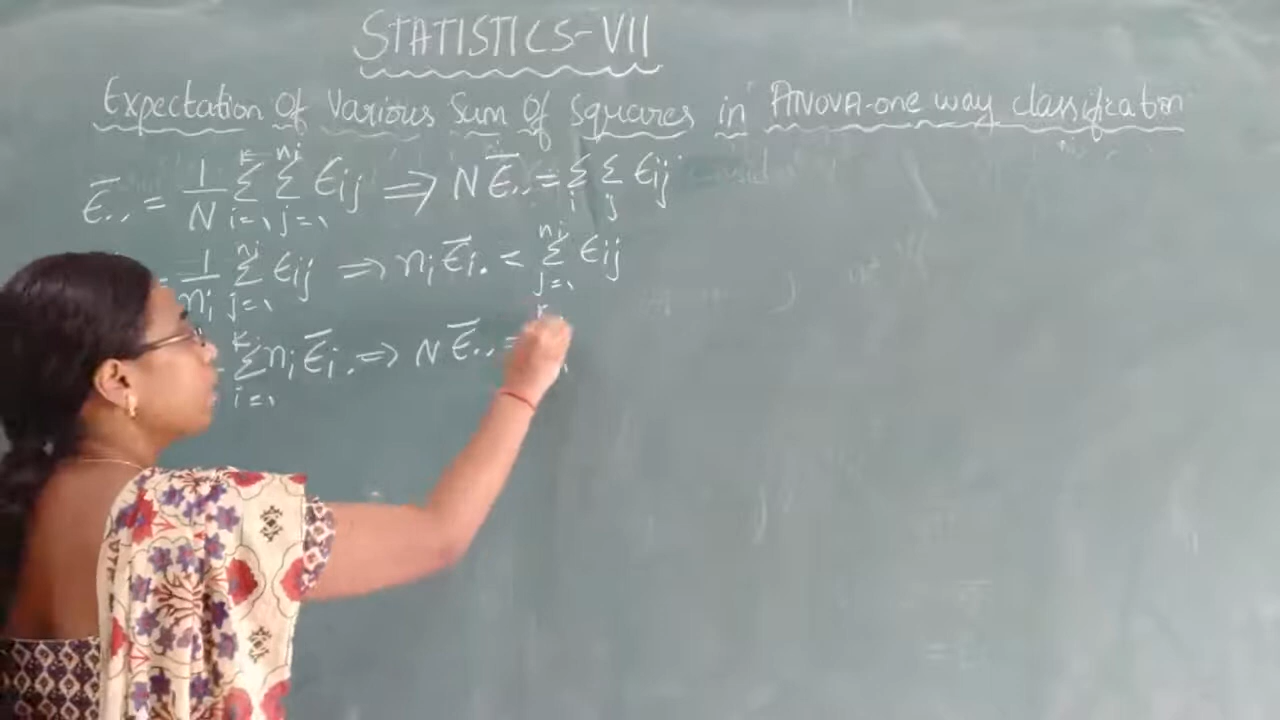 STATISTICS-VII
Expectation Of Various Sum Of Squares in ANOVA-one way classification
ε̄.. = 1/N Σ_{i=1}^{k} Σ_{j=1}^{ni} εij ⇒ N ε̄.. = Σ_i Σ_j εij
= 1/ni Σ_{j=1}^{ni} εij ⇒ ni ε̄i. = Σ_{j=1}^{ni} εij
Σ_{i=1}^{k} ni ε̄i. ⇒ N ε̄.. =